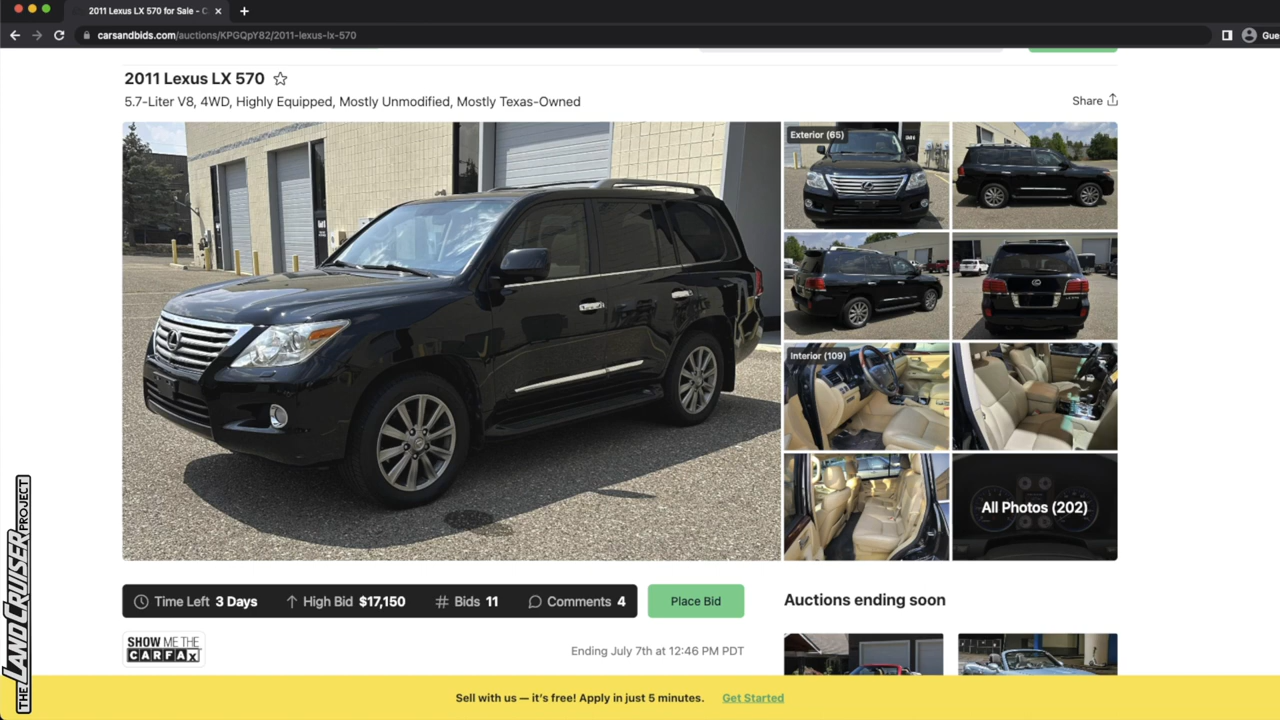 2011 Lexus LX 570 for Sale - C
carsandbids.com/auctions/KPGQpY82/2011-lexus-lx-570
Gue
2011 Lexus LX 570
5.7-Liter V8, 4WD, Highly Equipped, Mostly Unmodified, Mostly Texas-Owned
Share
Exterior (65)
Interior (109)
All Photos (202)
Time Left 3 Days
High Bid $17,150
Bids 11
Comments 4
Place Bid
Auctions ending soon
SHOW ME THE
CARFAX
Ending July 7th at 12:46 PM PDT
Sell with us — it's free! Apply in just 5 minutes. Get Started
THE LAND CRUISER PROJECT